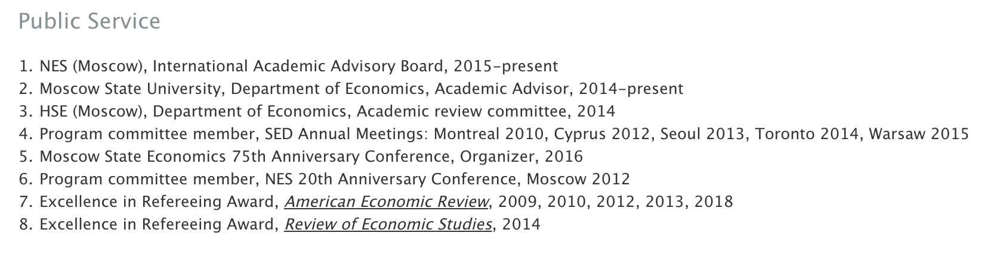 Public Service
1. NES (Moscow), International Academic Advisory Board, 2015–present
2. Moscow State University, Department of Economics, Academic Advisor, 2014–present
3. HSE (Moscow), Department of Economics, Academic review committee, 2014
4. Program committee member, SED Annual Meetings: Montreal 2010, Cyprus 2012, Seoul 2013, Toronto 2014, Warsaw 2015
5. Moscow State Economics 75th Anniversary Conference, Organizer, 2016
6. Program committee member, NES 20th Anniversary Conference, Moscow 2012
7. Excellence in Refereeing Award, American Economic Review, 2009, 2010, 2012, 2013, 2018
8. Excellence in Refereeing Award, Review of Economic Studies, 2014